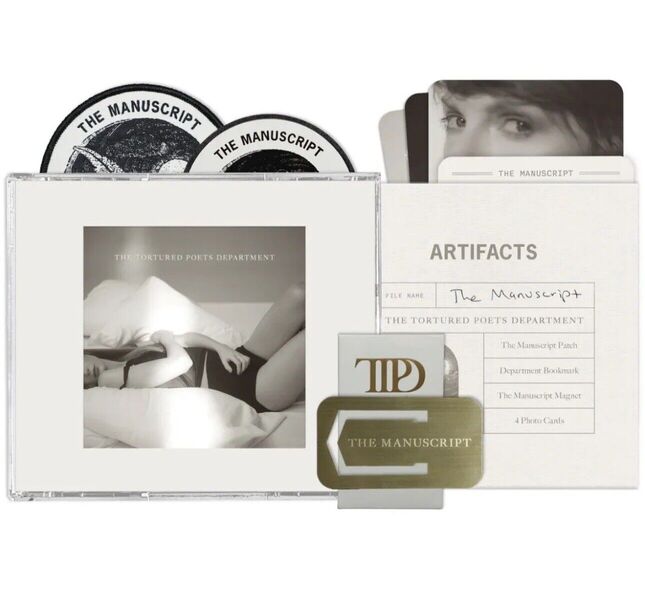 THE MANUSCRIPT
THE MANUSCRIPT
THE MANUSCRIPT
THE TORTURED POETS DEPARTMENT
ARTIFACTS
FILE NAME
The Manuscript
THE TORTURED POETS DEPARTMENT
The Manuscript Patch
Department Bookmark
The Manuscript Magnet
4 Photo Cards
TTPD
THE MANUSCRIPT